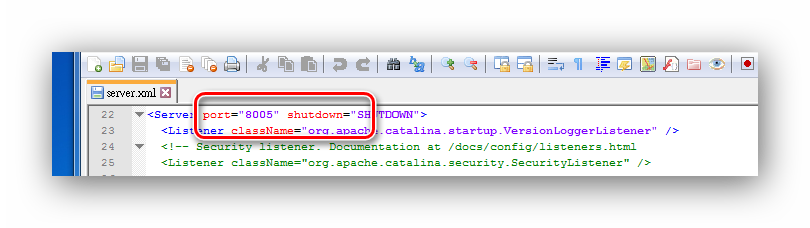 server.xml
22 <Server port="8005" shutdown="SHUTDOWN">
23 <Listener className="org.apache.catalina.startup.VersionLoggerListener" />
24 <!-- Security listener. Documentation at /docs/config/listeners.html
25 <Listener className="org.apache.catalina.security.SecurityListener" />